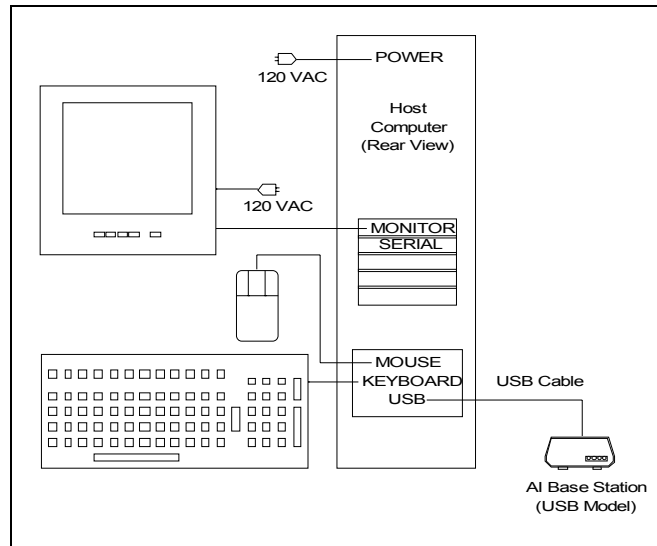 POWER
120 VAC
Host
Computer
(Rear View)
120 VAC
MONITOR
SERIAL
MOUSE
KEYBOARD
USB
USB Cable
AI Base Station
(USB Model)